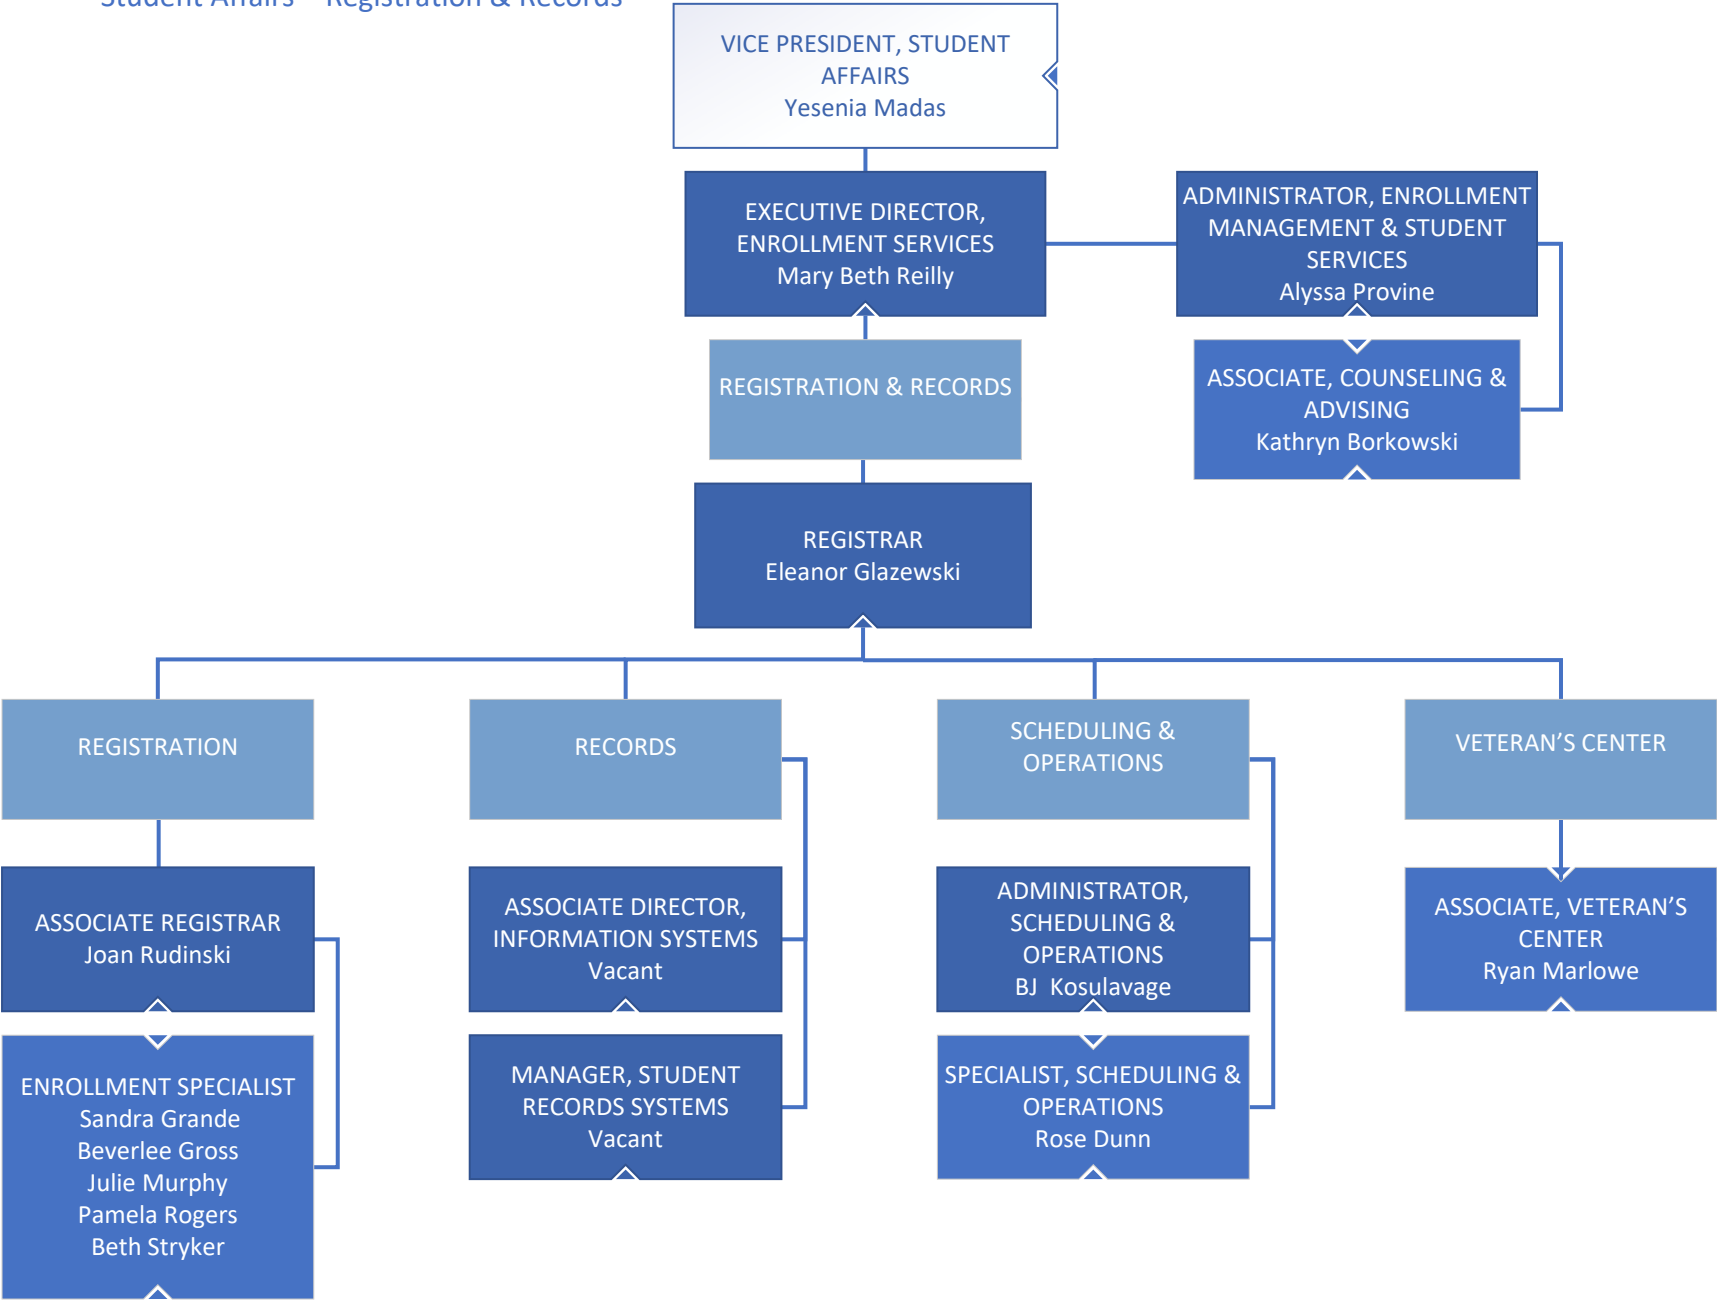 Student Affairs – Registration & Records
VICE PRESIDENT, STUDENT
AFFAIRS
Yesenia Madas
EXECUTIVE DIRECTOR,
ENROLLMENT SERVICES
Mary Beth Reilly
ADMINISTRATOR, ENROLLMENT
MANAGEMENT & STUDENT
SERVICES
Alyssa Provine
REGISTRATION & RECORDS
ASSOCIATE, COUNSELING &
ADVISING
Kathryn Borkowski
REGISTRAR
Eleanor Glazewski
REGISTRATION
RECORDS
SCHEDULING &
OPERATIONS
VETERAN’S CENTER
ASSOCIATE REGISTRAR
Joan Rudinski
ASSOCIATE DIRECTOR,
INFORMATION SYSTEMS
Vacant
ADMINISTRATOR,
SCHEDULING &
OPERATIONS
BJ  Kosulavage
ASSOCIATE, VETERAN’S
CENTER
Ryan Marlowe
ENROLLMENT SPECIALIST
Sandra Grande
Beverlee Gross
Julie Murphy
Pamela Rogers
Beth Stryker
MANAGER, STUDENT
RECORDS SYSTEMS
Vacant
SPECIALIST, SCHEDULING &
OPERATIONS
Rose Dunn